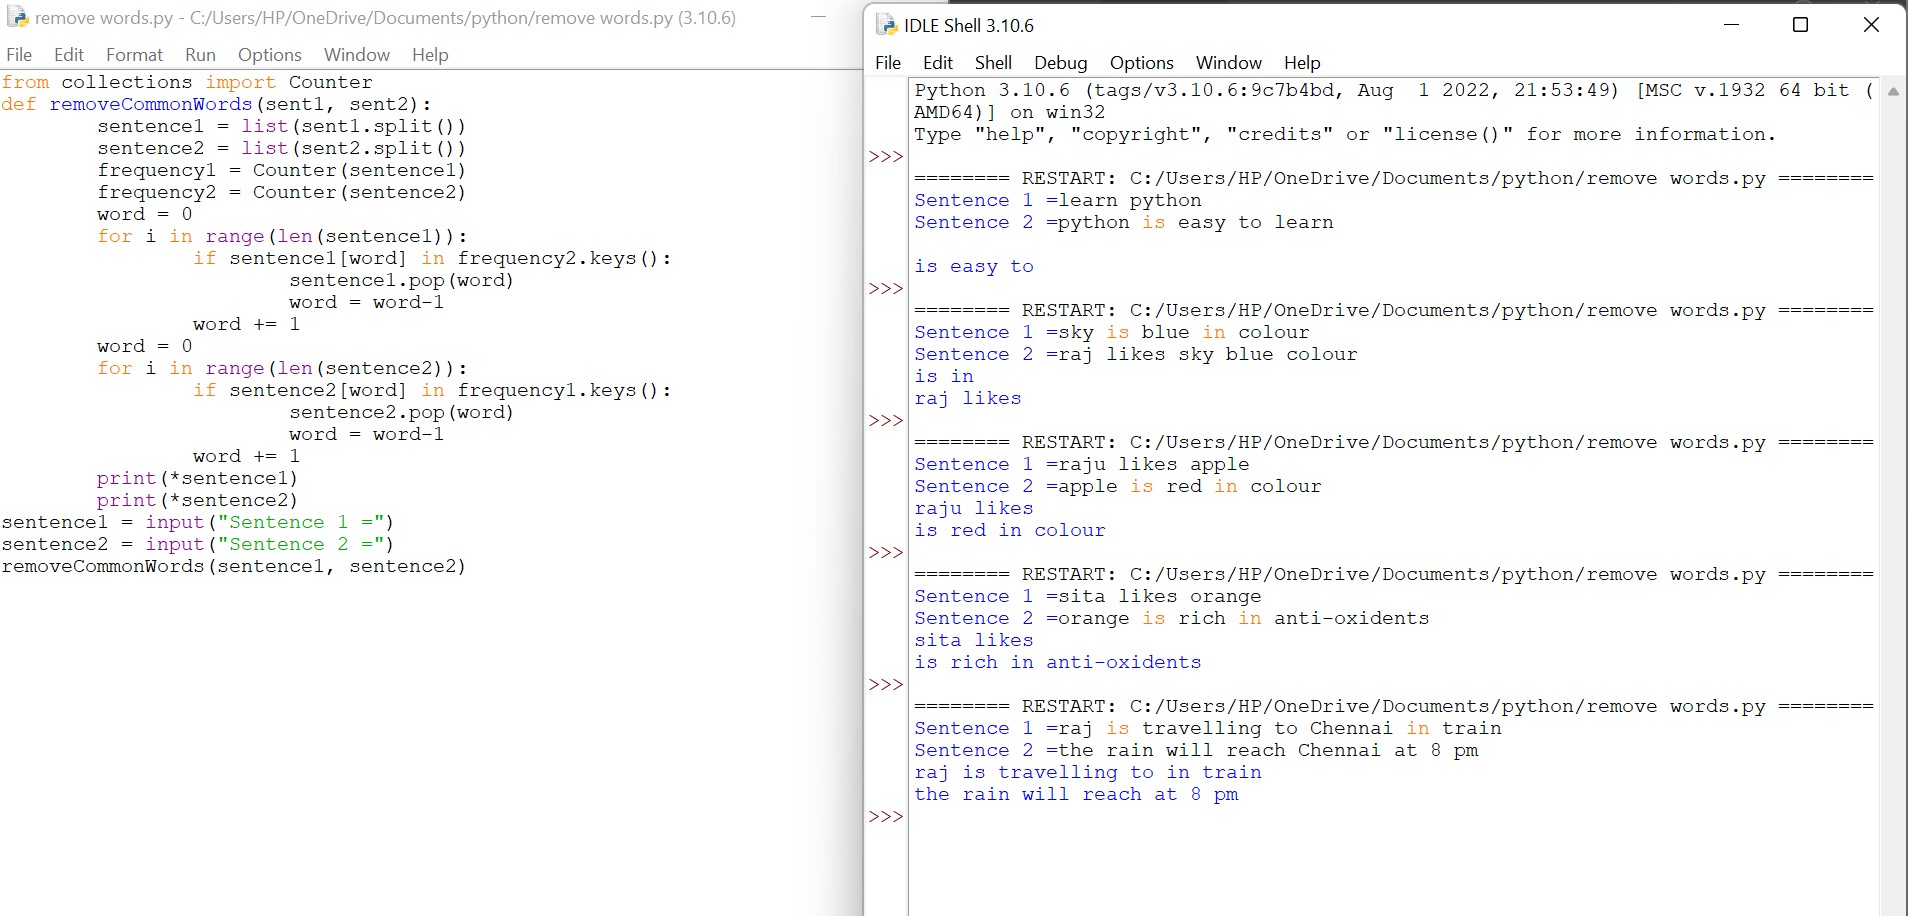 remove words.py - C:/Users/HP/OneDrive/Documents/python/remove words.py (3.10.6)
File Edit Format Run Options Window Help
from collections import Counter
def removeCommonWords(sent1, sent2):
        sentence1 = list(sent1.split())
        sentence2 = list(sent2.split())
        frequency1 = Counter(sentence1)
        frequency2 = Counter(sentence2)
        word = 0
        for i in range(len(sentence1)):
                if sentence1[word] in frequency2.keys():
                        sentence1.pop(word)
                        word = word-1
                word += 1
        word = 0
        for i in range(len(sentence2)):
                if sentence2[word] in frequency1.keys():
                        sentence2.pop(word)
                        word = word-1
                word += 1
        print(*sentence1)
        print(*sentence2)
sentence1 = input("Sentence 1 =")
sentence2 = input("Sentence 2 =")
removeCommonWords(sentence1, sentence2)
IDLE Shell 3.10.6
File Edit Shell Debug Options Window Help
Python 3.10.6 (tags/v3.10.6:9c7b4bd, Aug  1 2022, 21:53:49) [MSC v.1932 64 bit (
AMD64)] on win32
Type "help", "copyright", "credits" or "license()" for more information.
>>>
======== RESTART: C:/Users/HP/OneDrive/Documents/python/remove words.py ========
Sentence 1 =learn python
Sentence 2 =python is easy to learn
is easy to
>>>
======== RESTART: C:/Users/HP/OneDrive/Documents/python/remove words.py ========
Sentence 1 =sky is blue in colour
Sentence 2 =raj likes sky blue colour
is in
raj likes
>>>
======== RESTART: C:/Users/HP/OneDrive/Documents/python/remove words.py ========
Sentence 1 =raju likes apple
Sentence 2 =apple is red in colour
raju likes
is red in colour
>>>
======== RESTART: C:/Users/HP/OneDrive/Documents/python/remove words.py ========
Sentence 1 =sita likes orange
Sentence 2 =orange is rich in anti-oxidents
sita likes
is rich in anti-oxidents
>>>
======== RESTART: C:/Users/HP/OneDrive/Documents/python/remove words.py ========
Sentence 1 =raj is travelling to Chennai in train
Sentence 2 =the rain will reach Chennai at 8 pm
raj is travelling to in train
the rain will reach at 8 pm
>>>